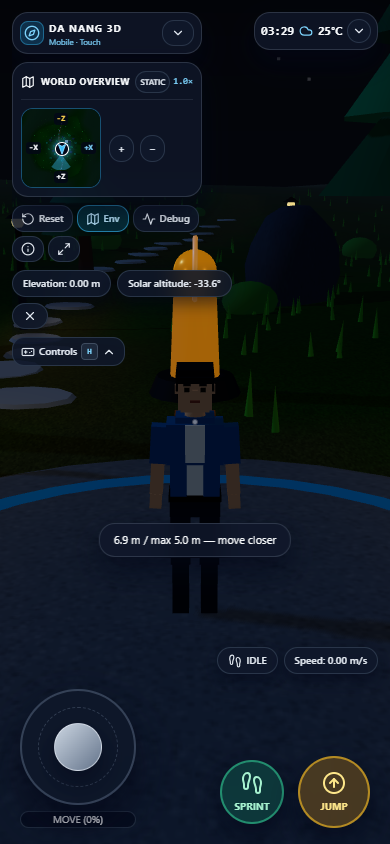 DA NANG 3D
Mobile · Touch
03:29 25°C
WORLD OVERVIEW STATIC 1.0×
-Z
-X +X
+Z
+ −
Reset Env Debug
Elevation: 0.00 m Solar altitude: -33.6°
Controls H
6.9 m / max 5.0 m — move closer
IDLE Speed: 0.00 m/s
SPRINT JUMP
MOVE (0%)